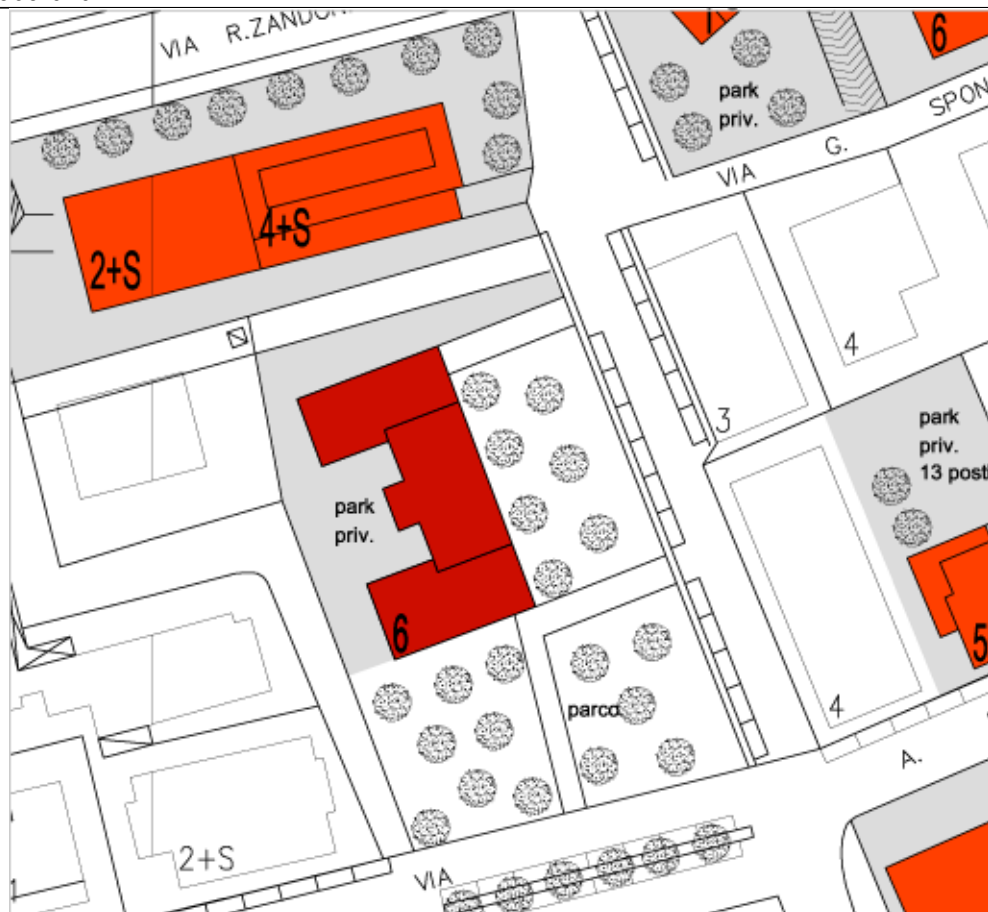 VIA R.ZANDON
6
park
priv.
VIA G. SPON
4+S
2+S
4
3
park
priv.
13 posti
park
priv.
6
5
parco
4
A.
2+S
VIA